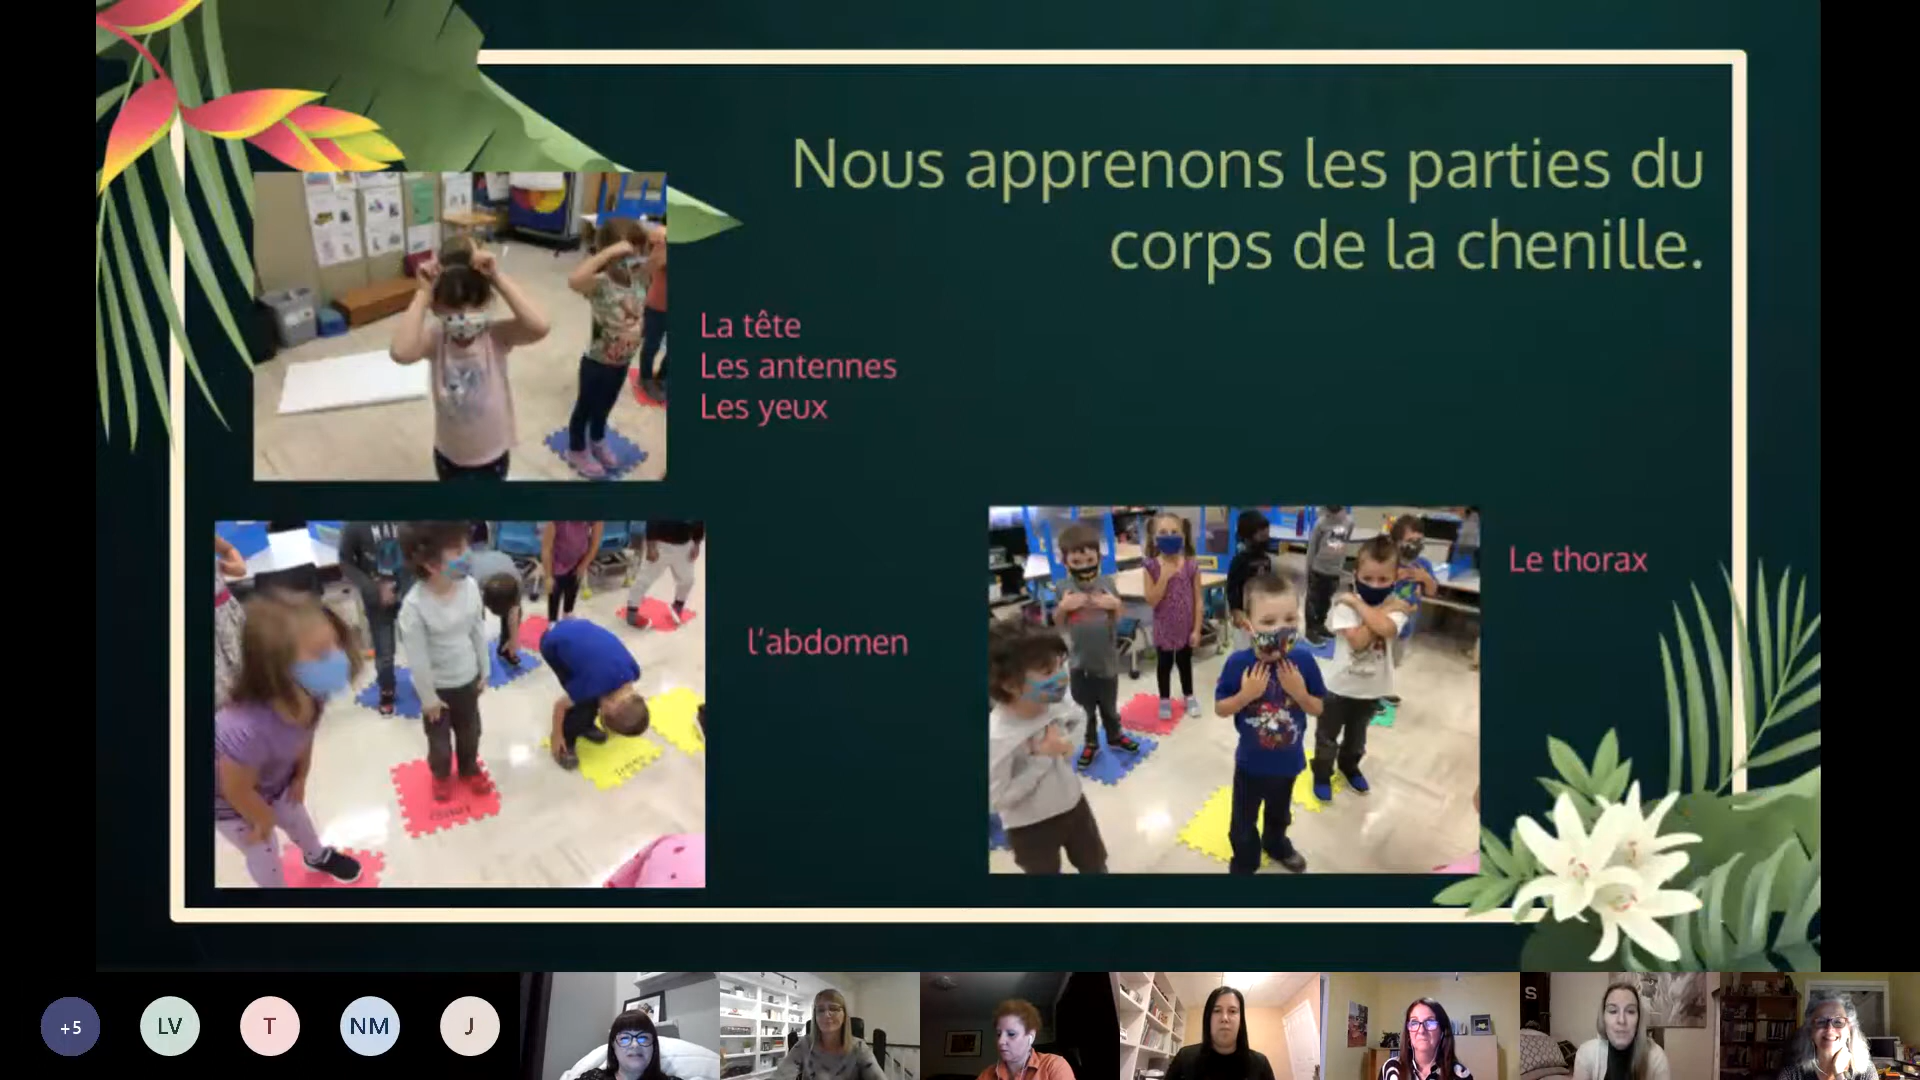 Nous apprenons les parties du
corps de la chenille.
La tête
Les antennes
Les yeux
l'abdomen
Le thorax
+5
LV
T
NM
J
S